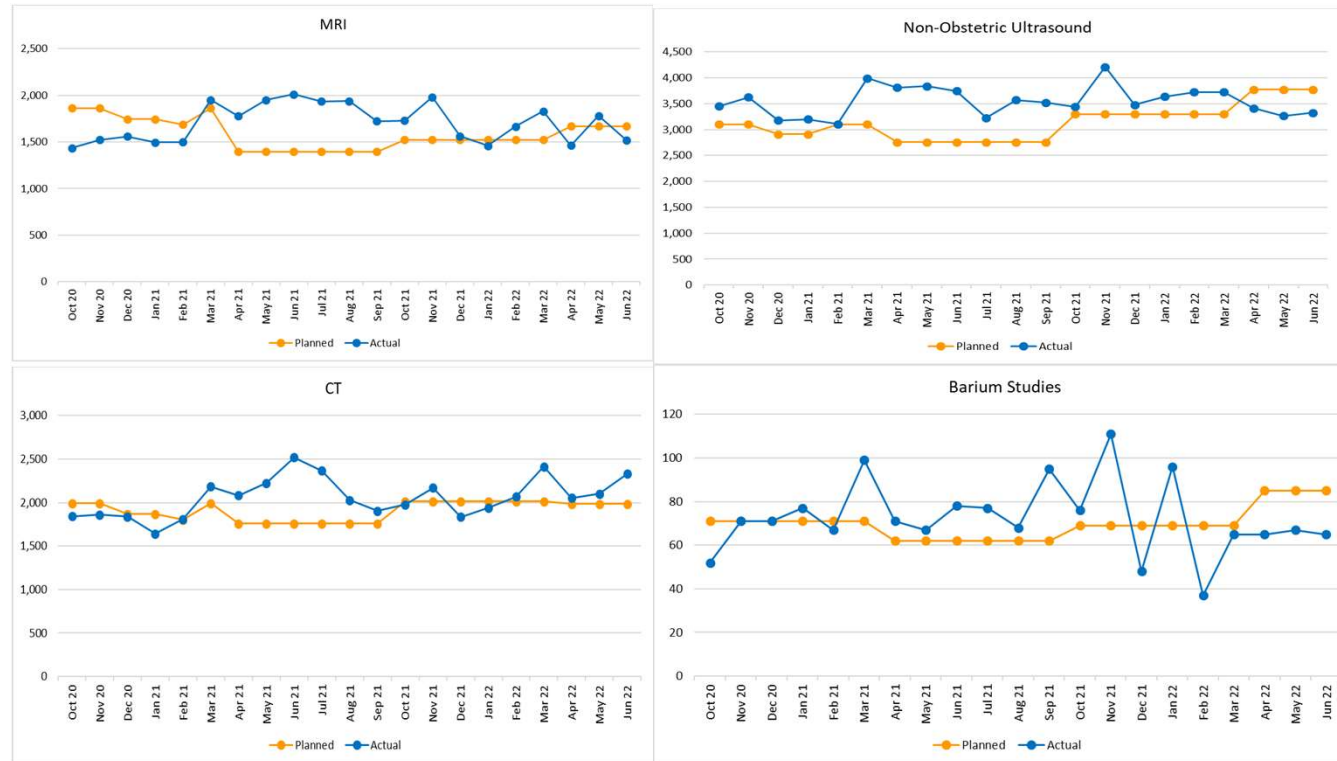 MRI
2,500
2,000
1,500
1,000
500
0
Oct 20 Nov 20 Dec 20 Jan 21 Feb 21 Mar 21 Apr 21 May 21 Jun 21 Jul 21 Aug 21 Sep 21 Oct 21 Nov 21 Dec 21 Jan 22 Feb 22 Mar 22 Apr 22 May 22 Jun 22
Planned Actual
Non-Obstetric Ultrasound
4,500
4,000
3,500
3,000
2,500
2,000
1,500
1,000
500
0
Oct 20 Nov 20 Dec 20 Jan 21 Feb 21 Mar 21 Apr 21 May 21 Jun 21 Jul 21 Aug 21 Sep 21 Oct 21 Nov 21 Dec 21 Jan 22 Feb 22 Mar 22 Apr 22 May 22 Jun 22
Planned Actual
CT
3,000
2,500
2,000
1,500
1,000
500
0
Oct 20 Nov 20 Dec 20 Jan 21 Feb 21 Mar 21 Apr 21 May 21 Jun 21 Jul 21 Aug 21 Sep 21 Oct 21 Nov 21 Dec 21 Jan 22 Feb 22 Mar 22 Apr 22 May 22 Jun 22
Planned Actual
Barium Studies
120
100
80
60
40
20
0
Oct 20 Nov 20 Dec 20 Jan 21 Feb 21 Mar 21 Apr 21 May 21 Jun 21 Jul 21 Aug 21 Sep 21 Oct 21 Nov 21 Dec 21 Jan 22 Feb 22 Mar 22 Apr 22 May 22 Jun 22
Planned Actual